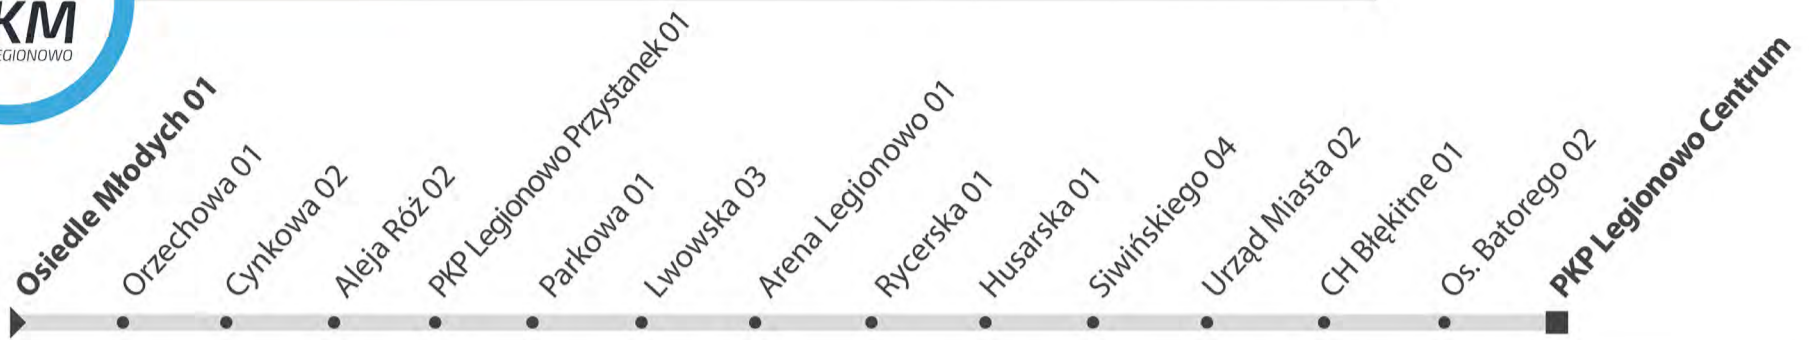 KM
EGIONOWO
Osiedle Młodych 01
Orzechowa 01
Cynkowa 02
Aleja Róż 02
PKP Legionowo Przystanek 01
Parkowa 01
Lwowska 03
Arena Legionowo 01
Rycerska 01
Husarska 01
Siwińskiego 04
Urząd Miasta 02
CH Błękitne 01
Os. Batorego 02
PKP Legionowo Centrum